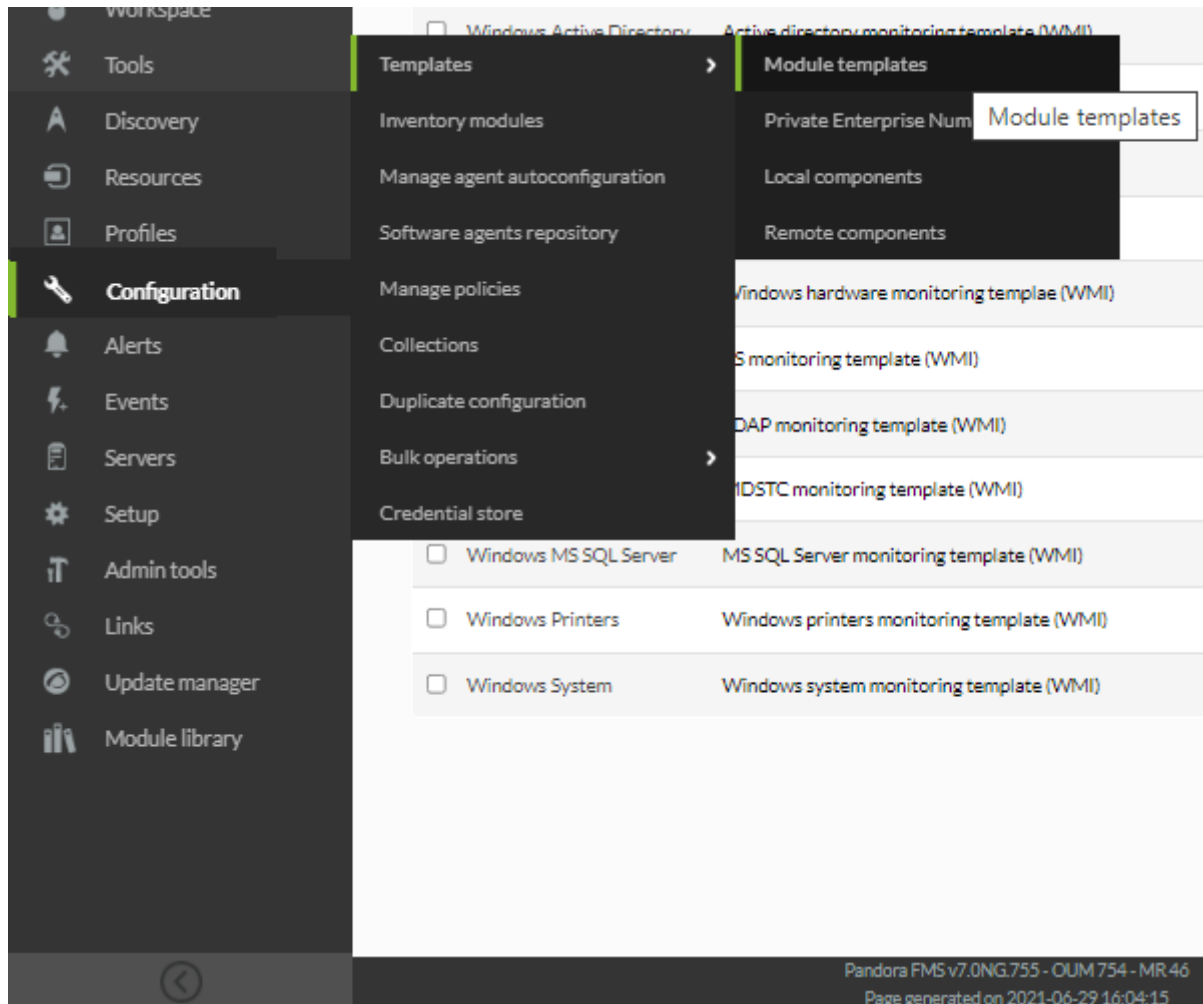 Workspace
Tools
Discovery
Resources
Profiles
Configuration
Alerts
Events
Servers
Setup
Admin tools
Links
Update manager
Module library
Templates
Inventory modules
Manage agent autoconfiguration
Software agents repository
Manage policies
Collections
Duplicate configuration
Bulk operations
Credential store
Module templates
Private Enterprise Num
Local components
Remote components
Module templates
Windows Active Directory Active directory monitoring template (WMI)
Windows hardware monitoring templae (WMI)
S monitoring template (WMI)
DAP monitoring template (WMI)
MDSTC monitoring template (WMI)
Windows MS SQL Server MS SQL Server monitoring template (WMI)
Windows Printers Windows printers monitoring template (WMI)
Windows System Windows system monitoring template (WMI)
Pandora FMS v7.0NG.755 - OUM 754 - MR 46
Page generated on 2021-06-29 16:04:15